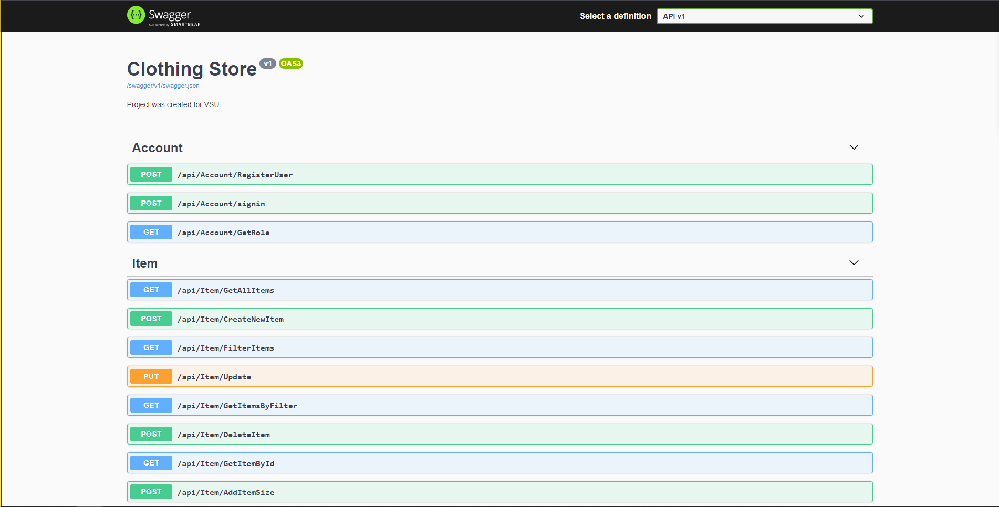 Swagger
Supported by SMARTBEAR
Select a definition
API v1
Clothing Store v1 OAS3
/swagger/v1/swagger.json
Project was created for VSU
Account
POST /api/Account/RegisterUser
POST /api/Account/signin
GET /api/Account/GetRole
Item
GET /api/Item/GetAllItems
POST /api/Item/CreateNewItem
GET /api/Item/FilterItems
PUT /api/Item/Update
GET /api/Item/GetItemsByFilter
POST /api/Item/DeleteItem
GET /api/Item/GetItemById
POST /api/Item/AddItemSize